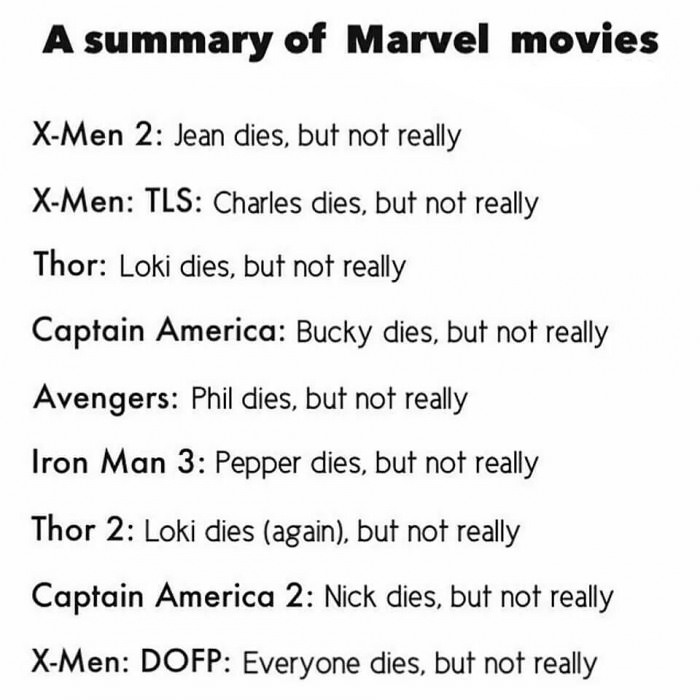 A summary of Marvel movies
X-Men 2: Jean dies, but not really
X-Men: TLS: Charles dies, but not really
Thor: Loki dies, but not really
Captain America: Bucky dies, but not really
Avengers: Phil dies, but not really
Iron Man 3: Pepper dies, but not really
Thor 2: Loki dies (again), but not really
Captain America 2: Nick dies, but not really
X-Men: DOFP: Everyone dies, but not really